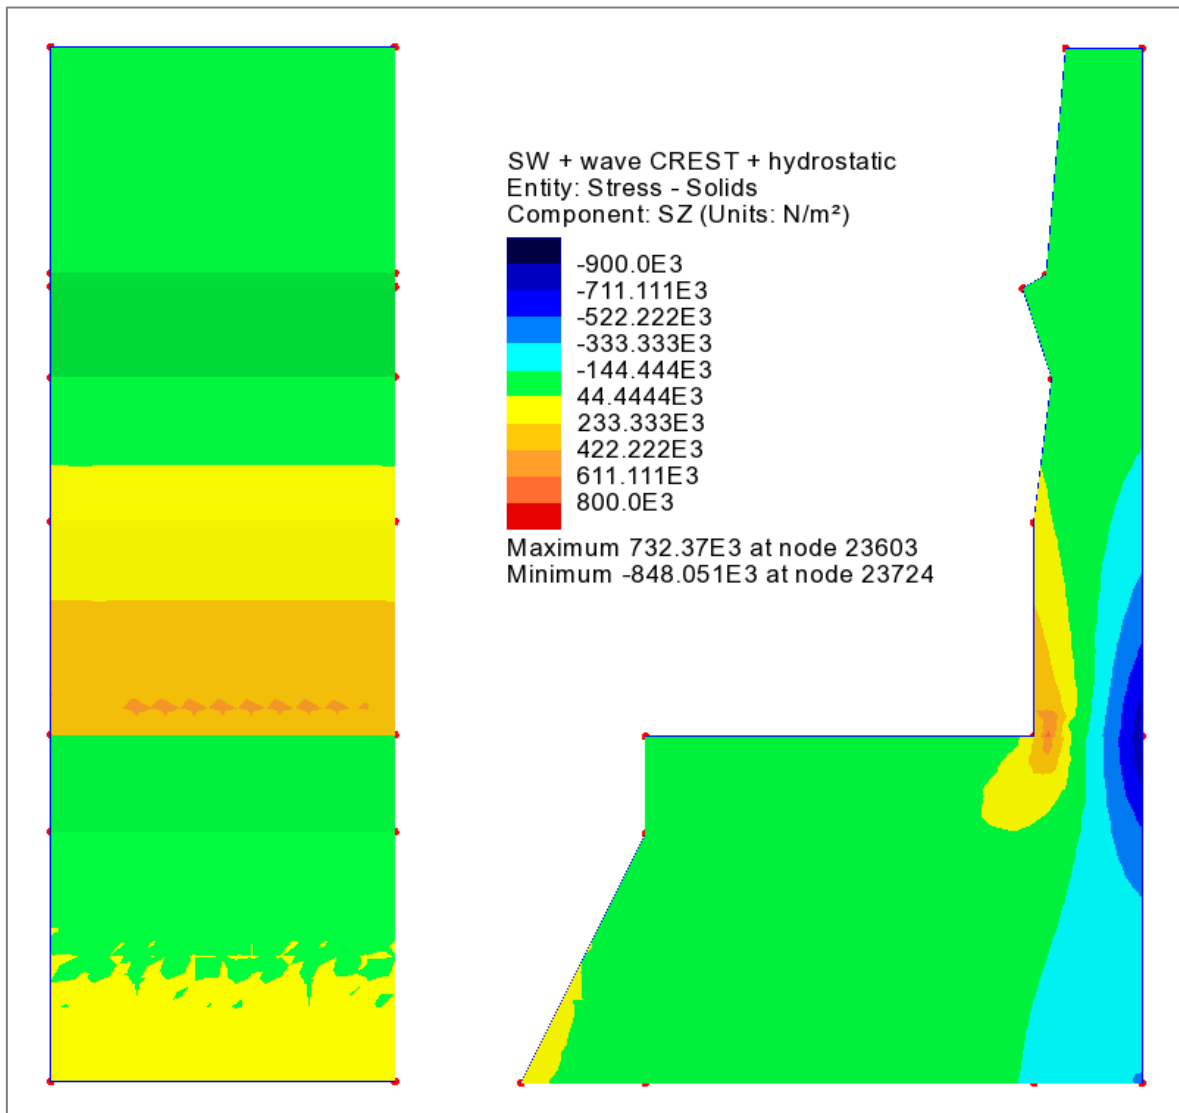 SW + wave CREST + hydrostatic
Entity: Stress - Solids
Component: SZ (Units: N/m²)
-900.0E3
-711.111E3
-522.222E3
-333.333E3
-144.444E3
44.4444E3
233.333E3
422.222E3
611.111E3
800.0E3
Maximum 732.37E3 at node 23603
Minimum -848.051E3 at node 23724